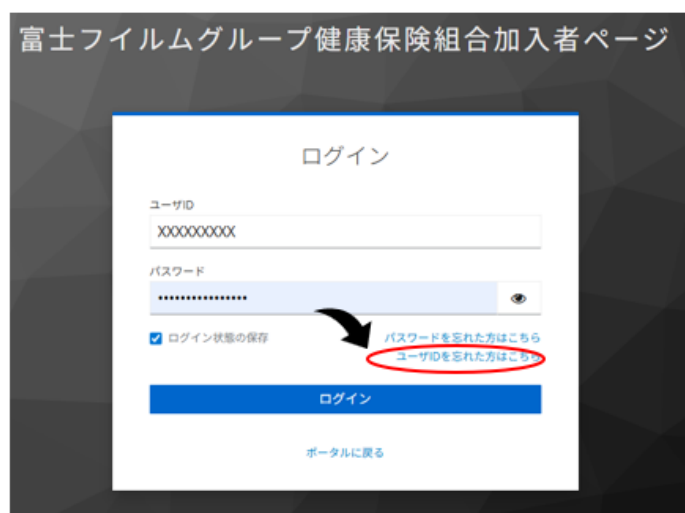 富士フイルムグループ健康保険組合加入者ページ
ログイン
ユーザID
XXXXXXXXX
パスワード
••••••••••••••••
ログイン状態の保存
パスワードを忘れた方はこちら
ユーザIDを忘れた方はこちら
ログイン
ポータルに戻る